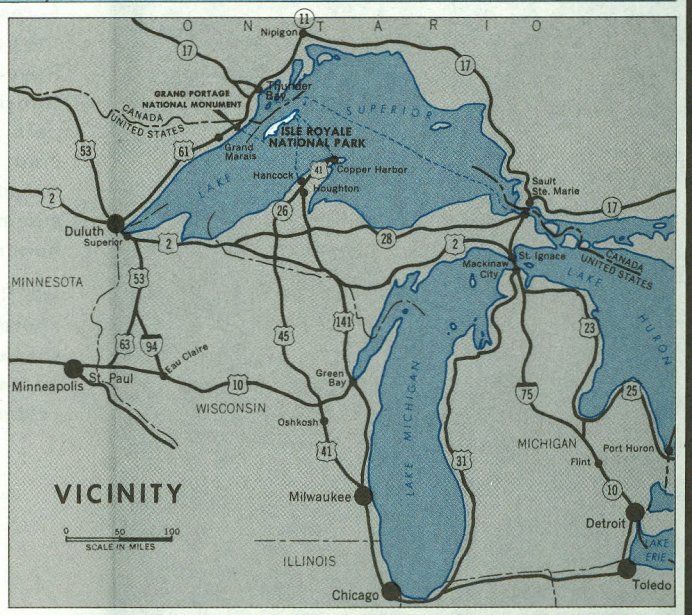 O N T A R I O
11
Nipigon
17
17
Thunder
Bay
GRAND PORTAGE
NATIONAL MONUMENT
CANADA
UNITED STATES
SUPERIOR
ISLE ROYALE
NATIONAL PARK
53
61
Grand
Marais
41
Copper Harbor
Hancock
Houghton
LAKE
Sault
Ste. Marie
2
26
17
Duluth
Superior
2
28
2
St. Ignace
Mackinaw
City
CANADA
UNITED STATES
LAKE
HURON
MINNESOTA
53
141
45
23
63
94
Eau Claire
Green
Bay
Minneapolis
St. Paul
10
WISCONSIN
LAKE MICHIGAN
75
25
Oshkosh
41
31
MICHIGAN
Port Huron
Flint
VICINITY
10
Milwaukee
0 50 100
SCALE IN MILES
Detroit
LAKE
ERIE
ILLINOIS
Toledo
Chicago